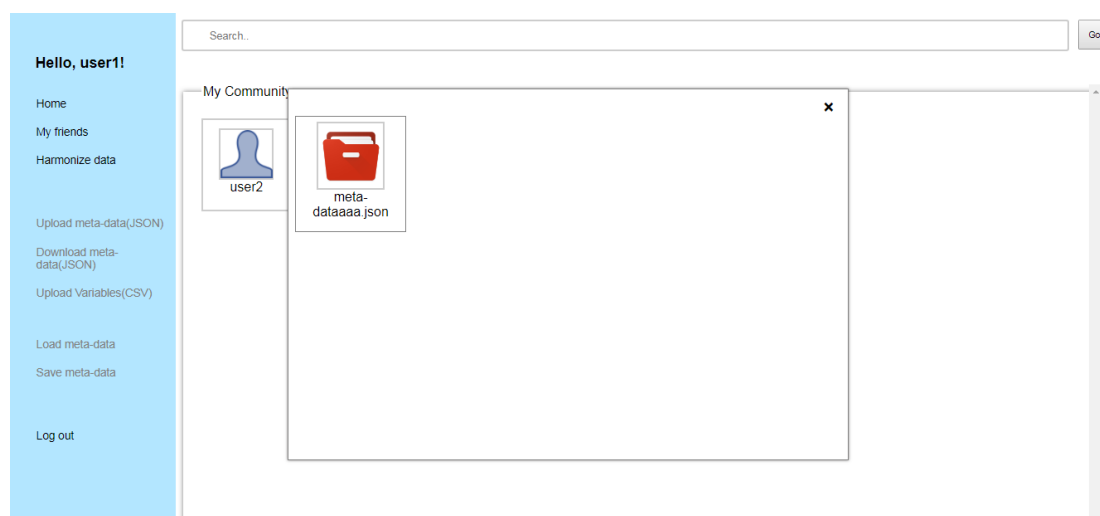 Hello, user1!
Home
My friends
Harmonize data
Upload meta-data(JSON)
Download meta-
data(JSON)
Upload Variables(CSV)
Load meta-data
Save meta-data
Log out
Search..
Go
My Community
user2
×
meta-
dataaaa.json